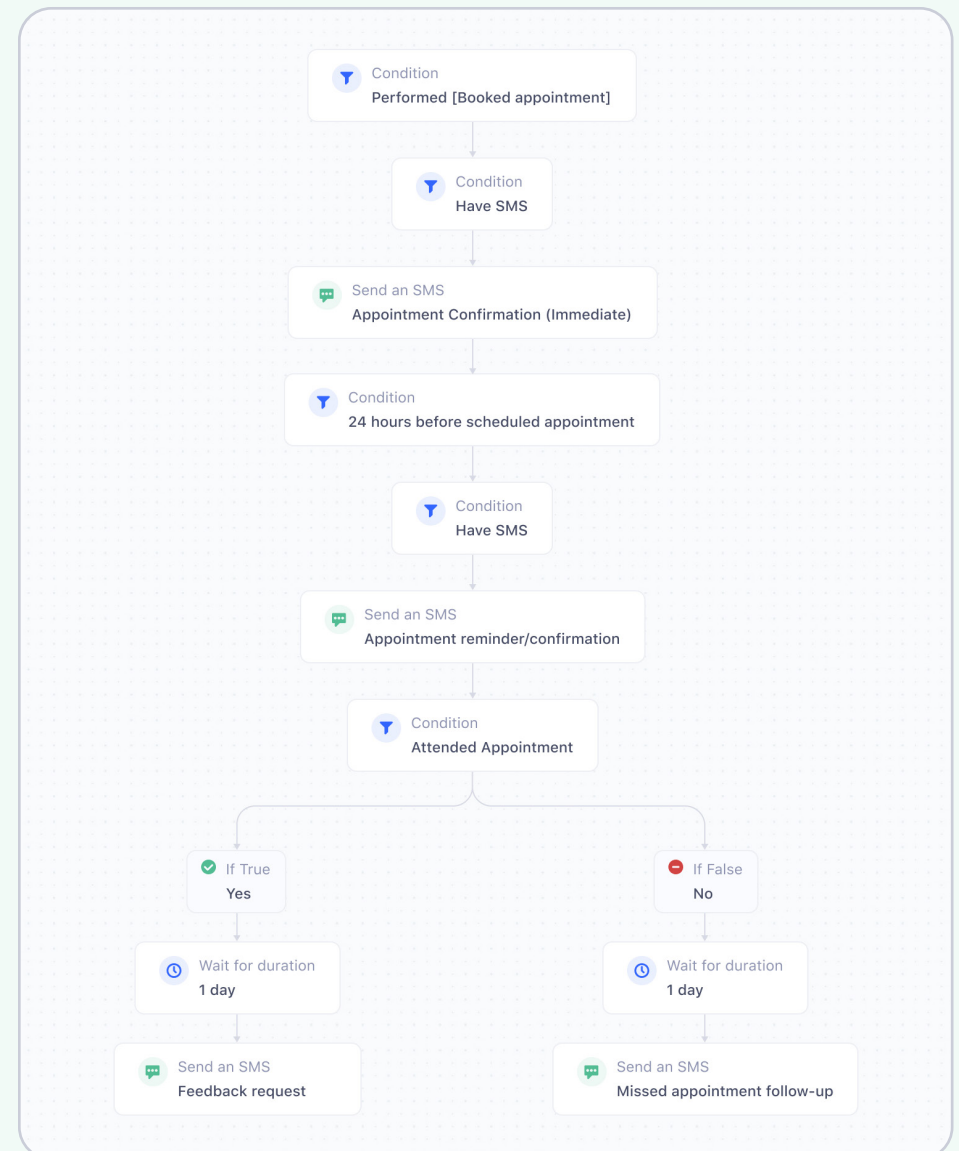 Condition
Performed [Booked appointment]
Condition
Have SMS
Send an SMS
Appointment Confirmation (Immediate)
Condition
24 hours before scheduled appointment
Condition
Have SMS
Send an SMS
Appointment reminder/confirmation
Condition
Attended Appointment
If True
Yes
If False
No
Wait for duration
1 day
Wait for duration
1 day
Send an SMS
Feedback request
Send an SMS
Missed appointment follow-up